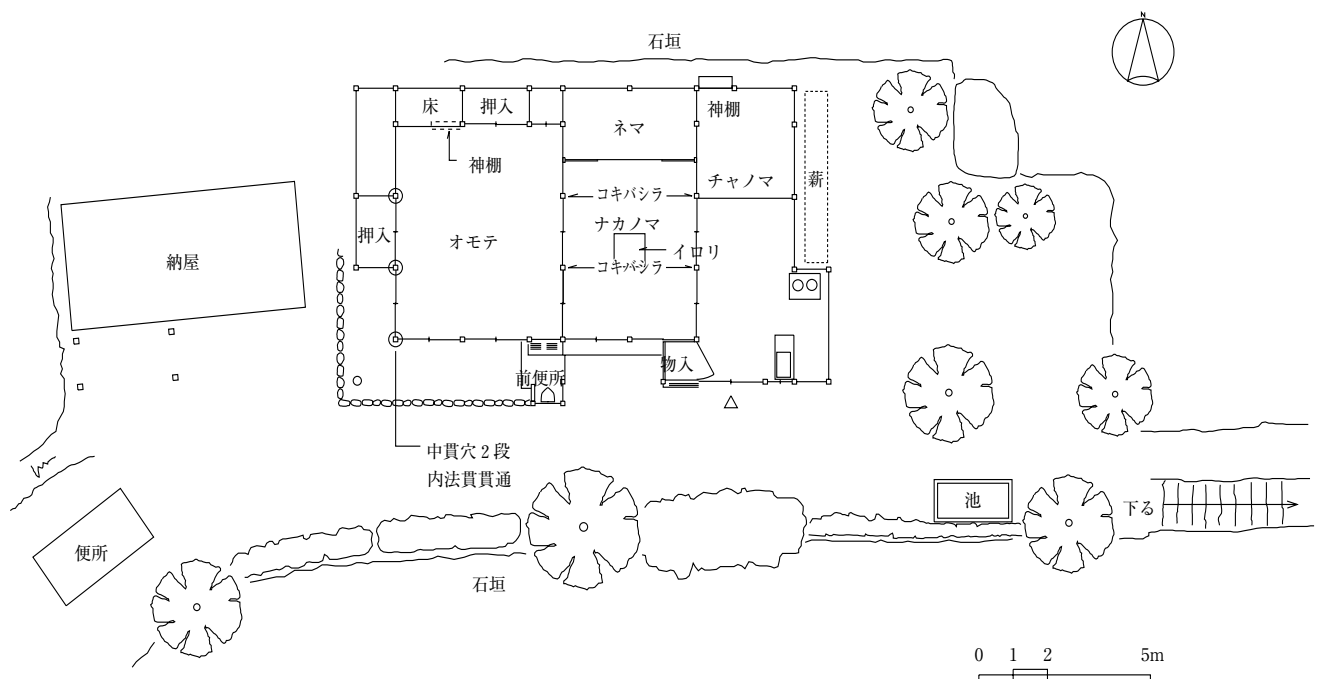 N
石垣
床
押入
神棚
ネマ
神棚
チャノマ
薪
コキバシラ
ナカノマ
イロリ
コキバシラ
押入
オモテ
納屋
物入
前便所
中貫穴2段
内法貫貫通
池
下る
便所
石垣
0 1 2 5m